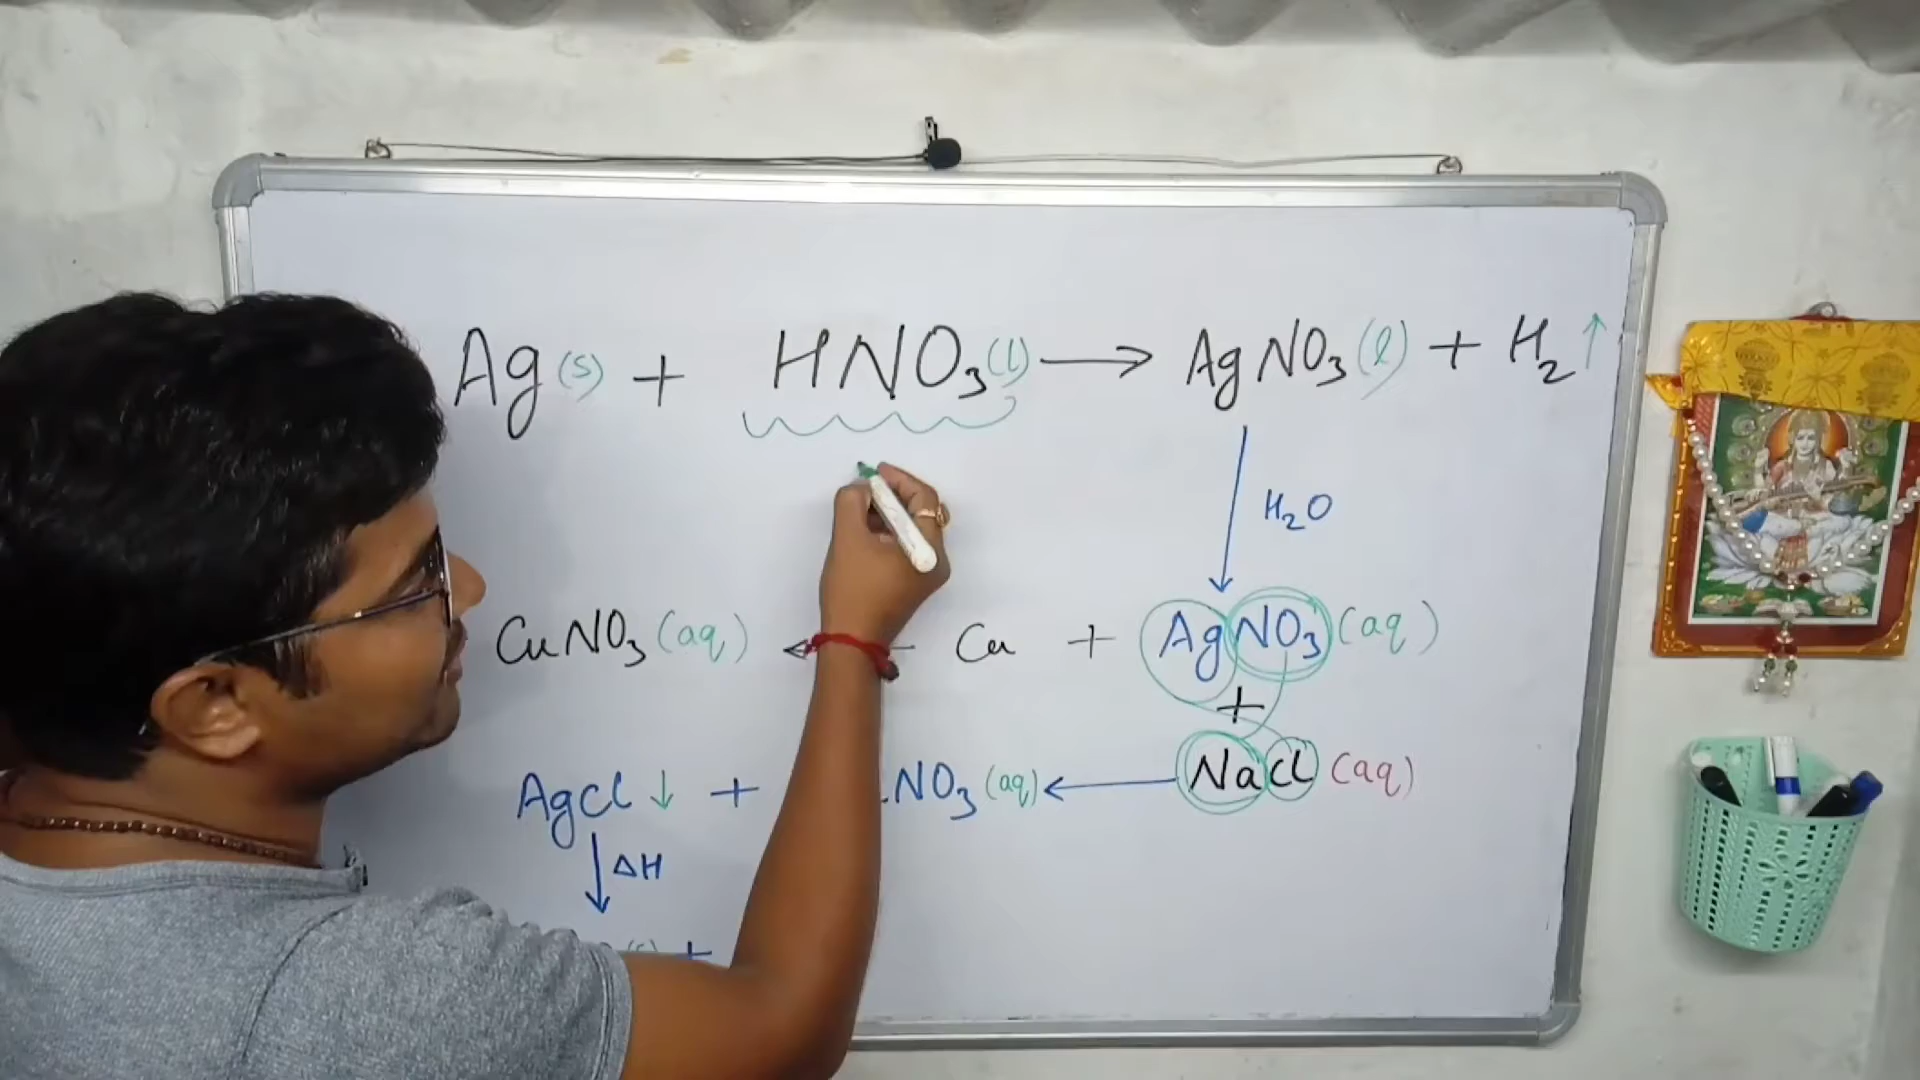 Ag(s) + HNO₃(l) → AgNO₃(l) + H₂↑
H₂O
CuNO₃(aq) ← Cu + AgNO₃(aq)
+
AgCl↓ + NO₃(aq) ← NaCl(aq)
↓ ΔH
(s) +